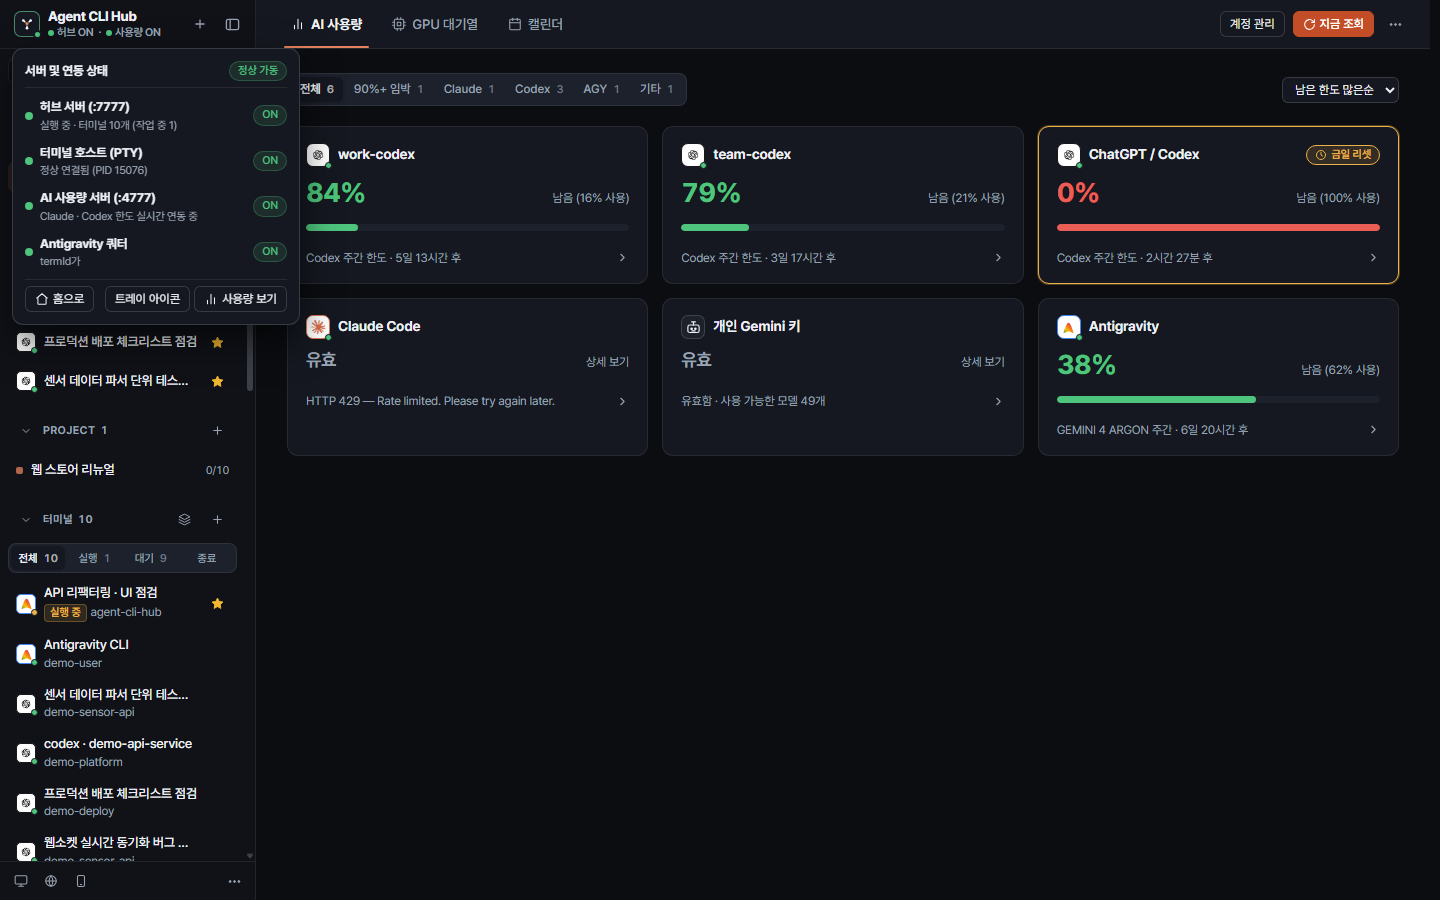 Agent CLI Hub
허브 ON · 사용량 ON
AI 사용량
GPU 대기열
캘린더
계정 관리
지금 조회
서버 및 연동 상태
정상 가동
허브 서버 (:7777)
실행 중 · 터미널 10개 (작업 중 1)
ON
터미널 호스트 (PTY)
정상 연결됨 (PID 15076)
ON
AI 사용량 서버 (:4777)
Claude · Codex 한도 실시간 연동 중
ON
Antigravity 쿼터
termId가
ON
홈으로
트레이 아이콘
사용량 보기
전체 6
90%+ 임박 1
Claude 1
Codex 3
AGY 1
기타 1
남은 한도 많은순
work-codex
84%
남음 (16% 사용)
Codex 주간 한도 · 5일 13시간 후
team-codex
79%
남음 (21% 사용)
Codex 주간 한도 · 3일 17시간 후
ChatGPT / Codex
금일 리셋
0%
남음 (100% 사용)
Codex 주간 한도 · 2시간 27분 후
Claude Code
유효
상세 보기
HTTP 429 — Rate limited. Please try again later.
개인 Gemini 키
유효
상세 보기
유효함 · 사용 가능한 모델 49개
Antigravity
38%
남음 (62% 사용)
GEMINI 4 ARGON 주간 · 6일 20시간 후
프로덕션 배포 체크리스트 점검
센서 데이터 파서 단위 테스...
PROJECT 1
웹 스토어 리뉴얼
0/10
터미널 10
전체 10
실행 1
대기 9
종료
API 리팩터링 · UI 점검
실행 중 agent-cli-hub
Antigravity CLI
demo-user
센서 데이터 파서 단위 테스...
demo-sensor-api
codex · demo-api-service
demo-platform
프로덕션 배포 체크리스트 점검
demo-deploy
웹소켓 실시간 동기화 버그 ...
demo-sensor-api